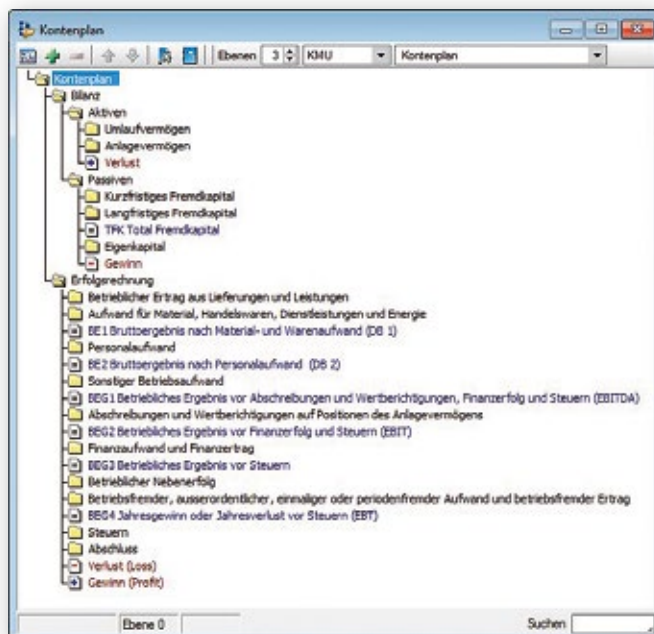 Kontenplan
Ebenen 3 KMU Kontenplan
Kontenplan
Bilanz
Aktiven
Umlaufvermögen
Anlagevermögen
Verlust
Passiven
Kurzfristiges Fremdkapital
Langfristiges Fremdkapital
TFK Total Fremdkapital
Eigenkapital
Gewinn
Erfolgsrechnung
Betrieblicher Ertrag aus Lieferungen und Leistungen
Aufwand für Material, Handelswaren, Dienstleistungen und Energie
BE1 Bruttoergebnis nach Material- und Warenaufwand (DB 1)
Personalaufwand
BE2 Bruttoergebnis nach Personalaufwand (DB 2)
Sonstiger Betriebsaufwand
BEG1 Betriebliches Ergebnis vor Abschreibungen und Wertberichtigungen, Finanzerfolg und Steuern (EBITDA)
Abschreibungen und Wertberichtigungen auf Positionen des Anlagevermögens
BEG2 Betriebliches Ergebnis vor Finanzerfolg und Steuern (EBIT)
Finanzaufwand und Finanzertrag
BEG3 Betriebliches Ergebnis vor Steuern
Betrieblicher Nebenerfolg
Betriebsfremder, ausserordentlicher, einmaliger oder periodenfremder Aufwand und betriebsfremder Ertrag
BEG4 Jahresgewinn oder Jahresverlust vor Steuern (EBT)
Steuern
Abschluss
Verlust (Loss)
Gewinn (Profit)
Ebene 0 Suchen